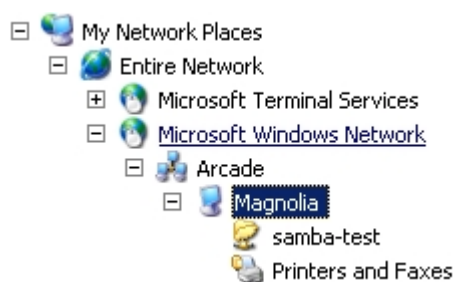 My Network Places
Entire Network
Microsoft Terminal Services
Microsoft Windows Network
Arcade
Magnolia
samba-test
Printers and Faxes